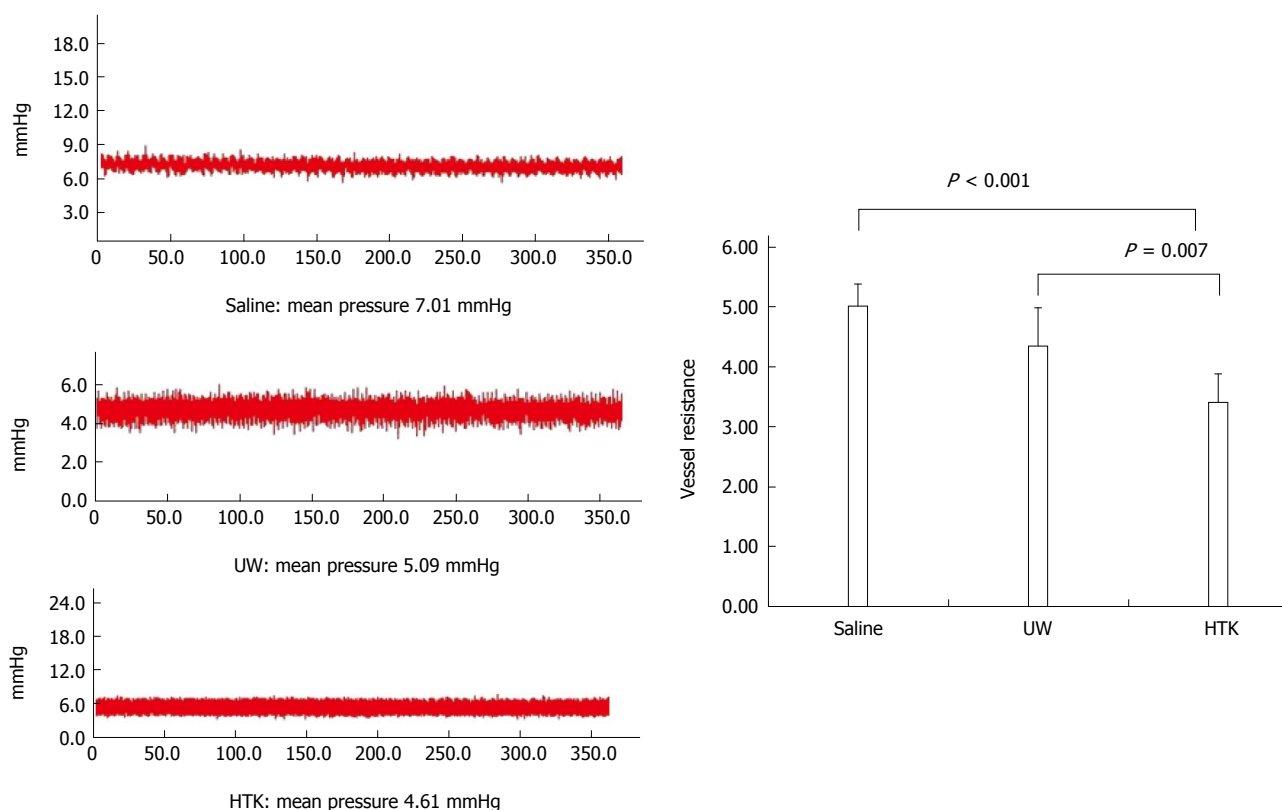 18.0
15.0
12.0
9.0
6.0
3.0
mmHg
0 50.0 100.0 150.0 200.0 250.0 300.0 350.0
Saline: mean pressure 7.01 mmHg
6.0
4.0
2.0
0.0
mmHg
0 50.0 100.0 150.0 200.0 250.0 300.0 350.0
UW: mean pressure 5.09 mmHg
24.0
18.0
12.0
6.0
0.0
mmHg
0 50.0 100.0 150.0 200.0 250.0 300.0 350.0
HTK: mean pressure 4.61 mmHg
P < 0.001
P = 0.007
6.00
5.00
4.00
3.00
2.00
1.00
0.00
Vessel resistance
Saline UW HTK